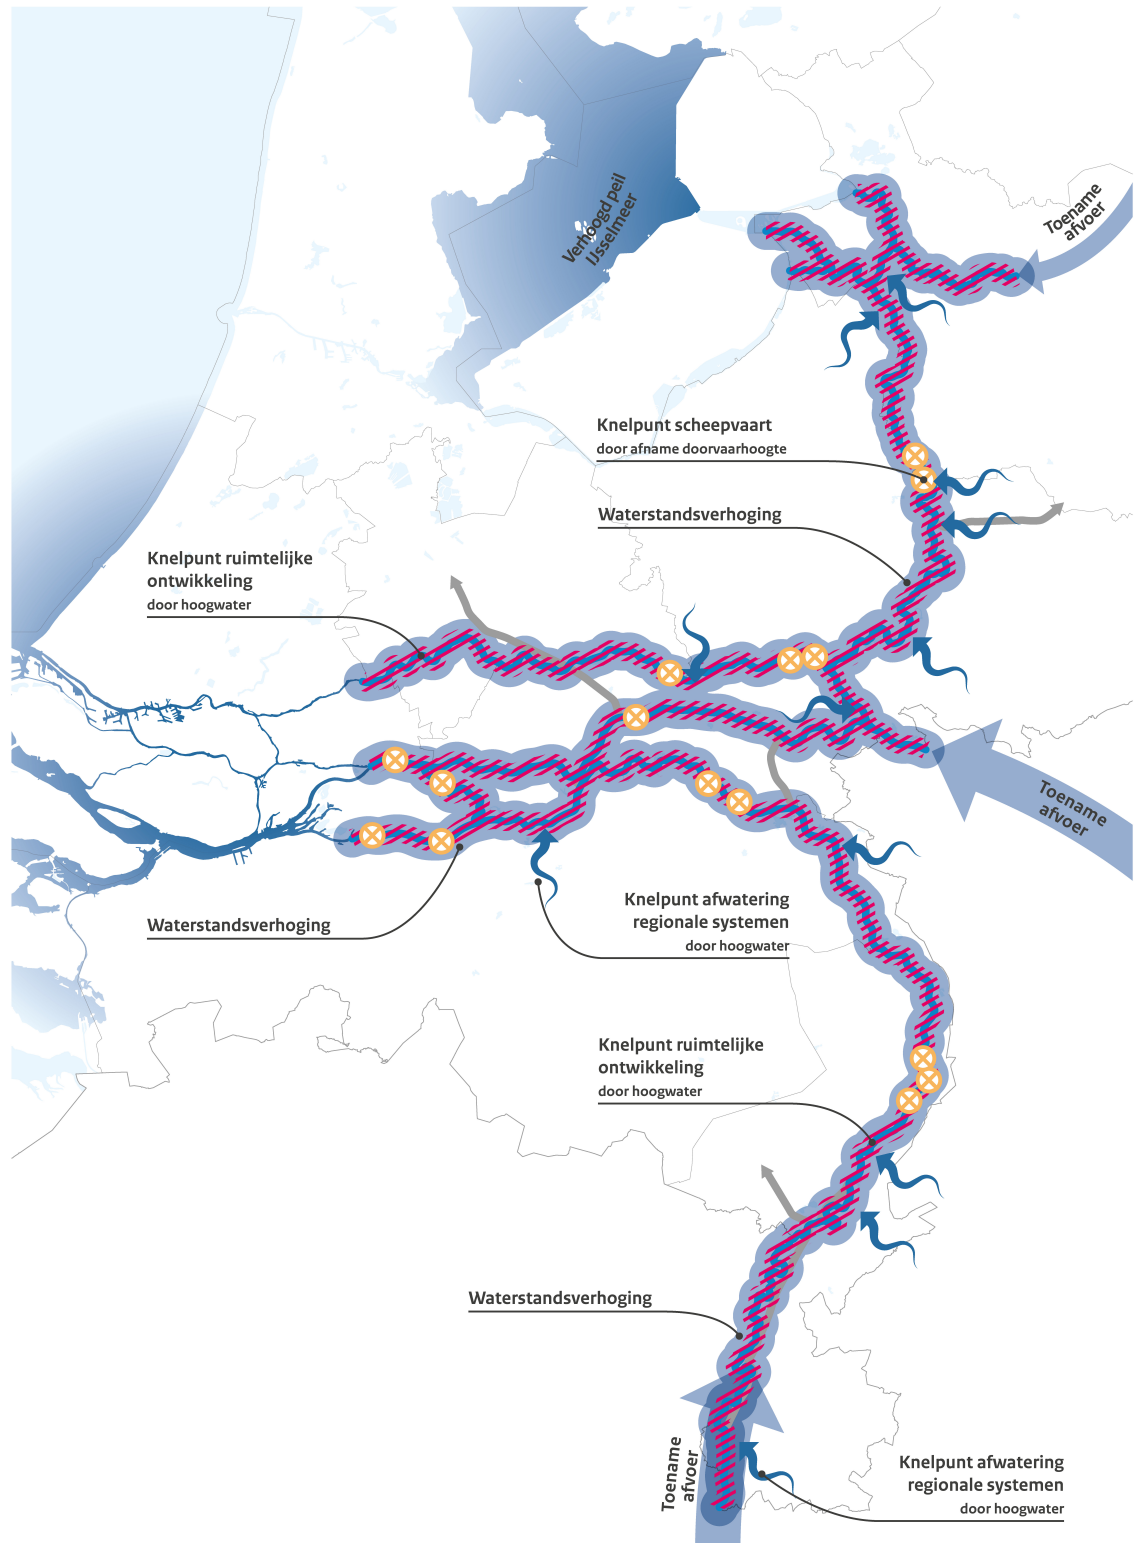 Toename
afvoer
Verhoogd peil
IJsselmeer
Knelpunt scheepvaart
door afname doorvaarhoogte
Waterstandsverhoging
Knelpunt ruimtelijke
ontwikkeling
door hoogwater
Toename
afvoer
Knelpunt afwatering
regionale systemen
door hoogwater
Waterstandsverhoging
Knelpunt ruimtelijke
ontwikkeling
door hoogwater
Waterstandsverhoging
Toename
afvoer
Knelpunt afwatering
regionale systemen
door hoogwater